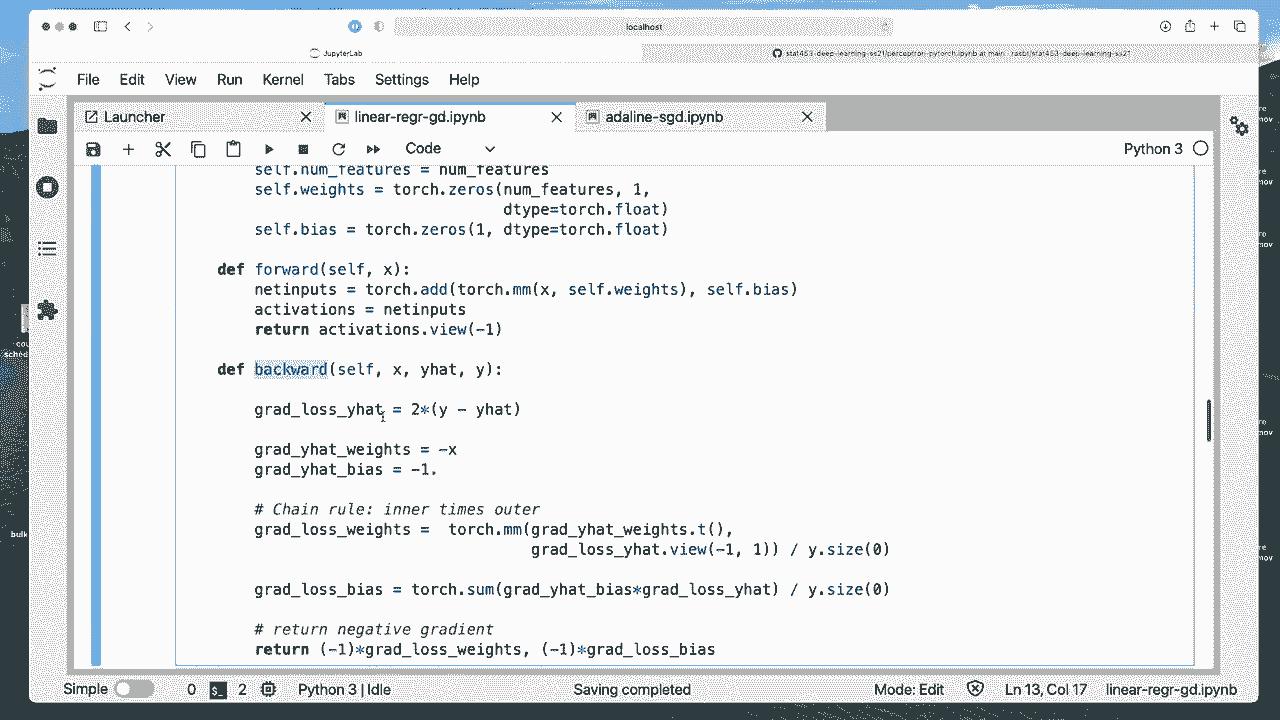 localhost
JupyterLab
stat453-deep-learning-ss21/perceptron-pytorch.ipynb at main · rasbt/stat453-deep-learning-ss21
File Edit View Run Kernel Tabs Settings Help
Launcher linear-regr-gd.ipynb adaline-sgd.ipynb
Code Python 3
self.num_features = num_features
self.weights = torch.zeros(num_features, 1,
dtype=torch.float)
self.bias = torch.zeros(1, dtype=torch.float)
def forward(self, x):
netinputs = torch.add(torch.mm(x, self.weights), self.bias)
activations = netinputs
return activations.view(-1)
def backward(self, x, yhat, y):
grad_loss_yhat = 2*(y - yhat)
grad_yhat_weights = -x
grad_yhat_bias = -1.
# Chain rule: inner times outer
grad_loss_weights =  torch.mm(grad_yhat_weights.t(),
grad_loss_yhat.view(-1, 1)) / y.size(0)
grad_loss_bias = torch.sum(grad_yhat_bias*grad_loss_yhat) / y.size(0)
# return negative gradient
return (-1)*grad_loss_weights, (-1)*grad_loss_bias
Simple 0 2 Python 3 | Idle Saving completed Mode: Edit Ln 13, Col 17 linear-regr-gd.ipynb